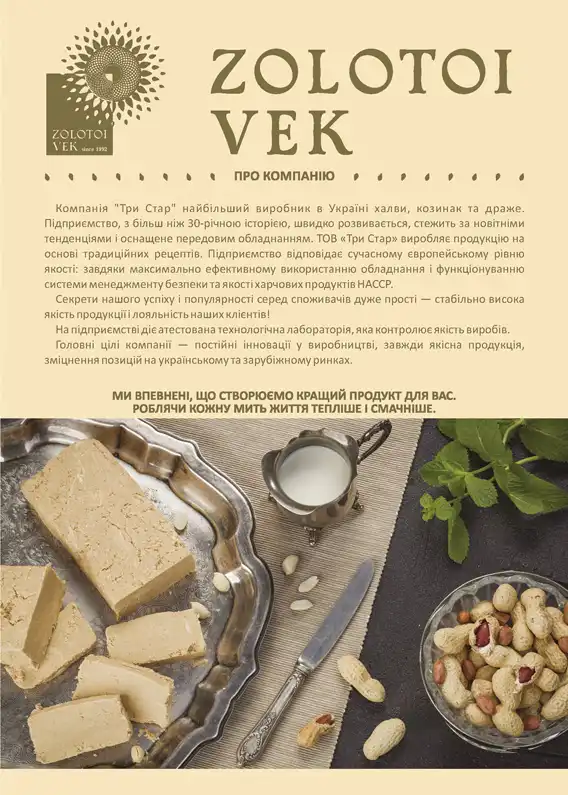 ZOLOTOI
VEK since 1992
ZOLOTOI
VEK
ПРО КОМПАНІЮ
Компанія "Три Стар" найбільший виробник в Україні халви, козинак та драже.
Підприємство, з більш ніж 30-річною історією, швидко розвивається, стежить за новітніми
тенденціями і оснащене передовим обладнанням. ТОВ «Три Стар» виробляє продукцію на
основі традиційних рецептів. Підприємство відповідає сучасному європейському рівню
якості: завдяки максимально ефективному використанню обладнання і функціонуванню
системи менеджменту безпеки та якості харчових продуктів НАССР.
Секрети нашого успіху і популярності серед споживачів дуже прості — стабільно висока
якість продукції і лояльність наших клієнтів!
На підприємстві діє атестована технологічна лабораторія, яка контролює якість виробів.
Головні цілі компанії — постійні інновації у виробництві, завжди якісна продукція,
зміцнення позицій на українському та зарубіжному ринках.
МИ ВПЕВНЕНІ, ЩО СТВОРЮЄМО КРАЩИЙ ПРОДУКТ ДЛЯ ВАС.
РОБЛЯЧИ КОЖНУ МИТЬ ЖИТТЯ ТЕПЛІШЕ І СМАЧНІШЕ.